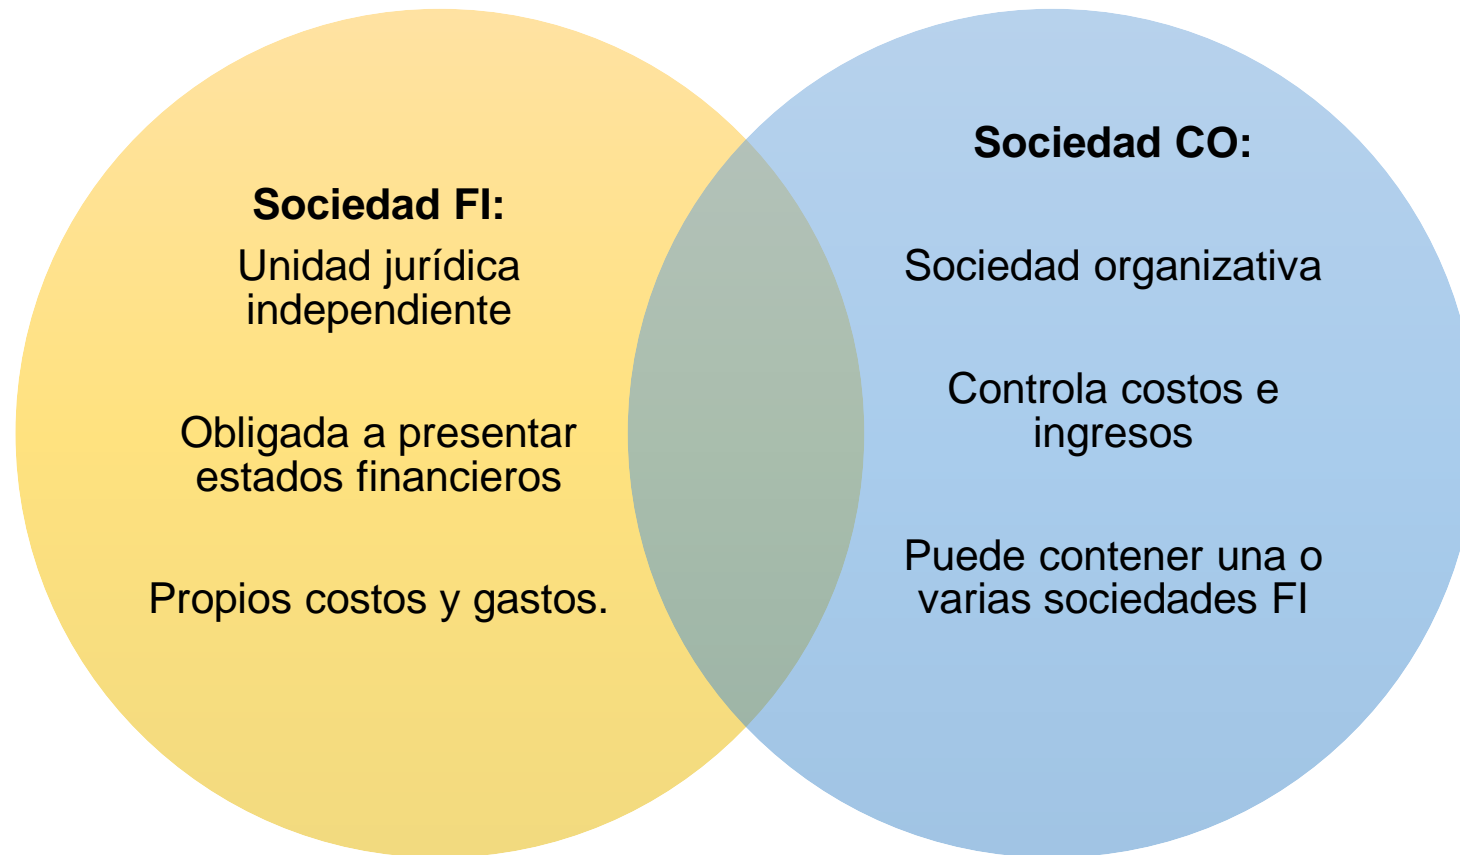 Sociedad FI:
Unidad jurídica
independiente
Obligada a presentar
estados financieros
Propios costos y gastos.
Sociedad CO:
Sociedad organizativa
Controla costos e
ingresos
Puede contener una o
varias sociedades FI